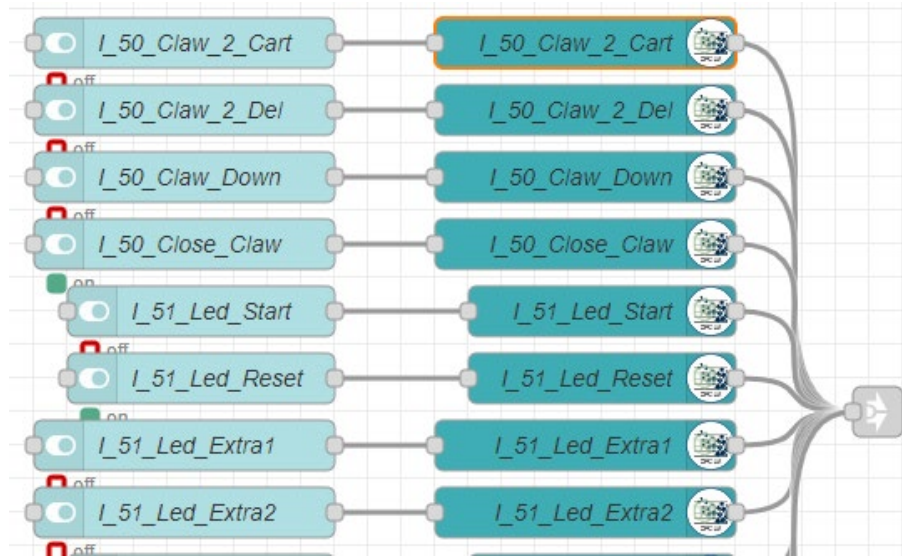 I_50_Claw_2_Cart I_50_Claw_2_Cart
off
I_50_Claw_2_Del I_50_Claw_2_Del
off
I_50_Claw_Down I_50_Claw_Down
off
I_50_Close_Claw I_50_Close_Claw
on
I_51_Led_Start I_51_Led_Start
off
I_51_Led_Reset I_51_Led_Reset
on
I_51_Led_Extra1 I_51_Led_Extra1
off
I_51_Led_Extra2 I_51_Led_Extra2
off